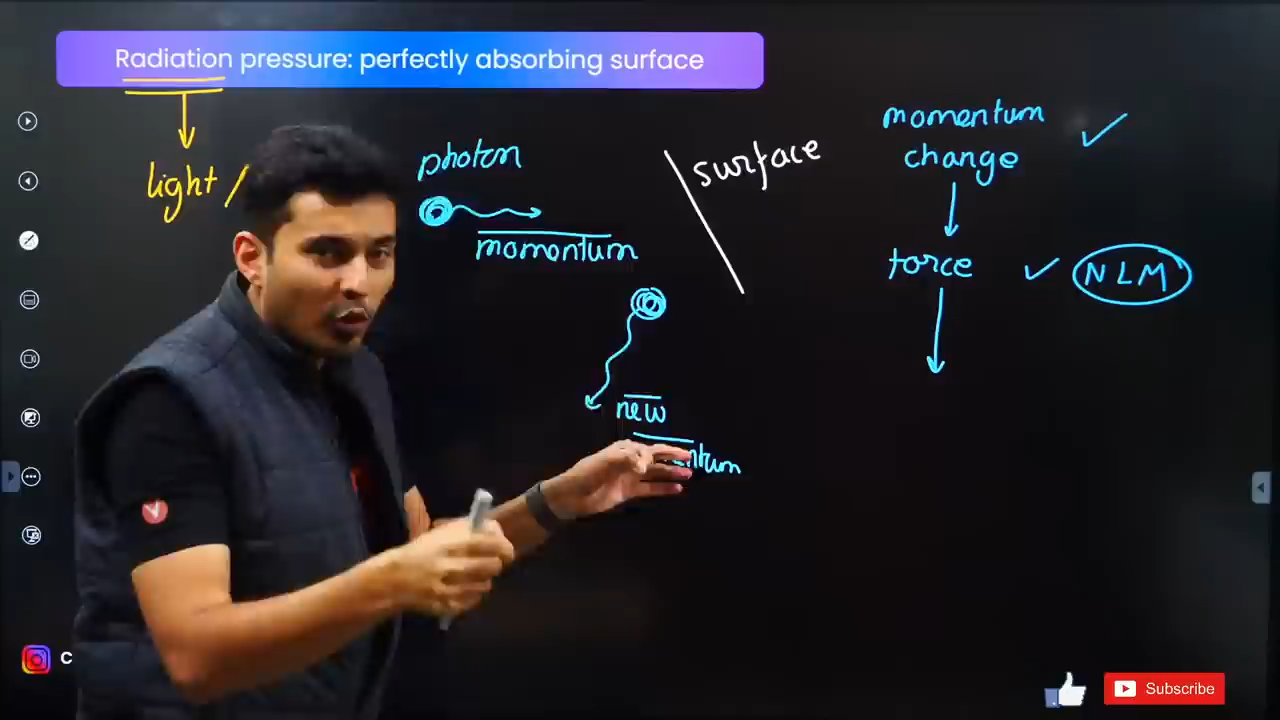 Radiation pressure: perfectly absorbing surface
light /
photon
momentum
surface
new
momentum
change
force
NLM
C
Subscribe